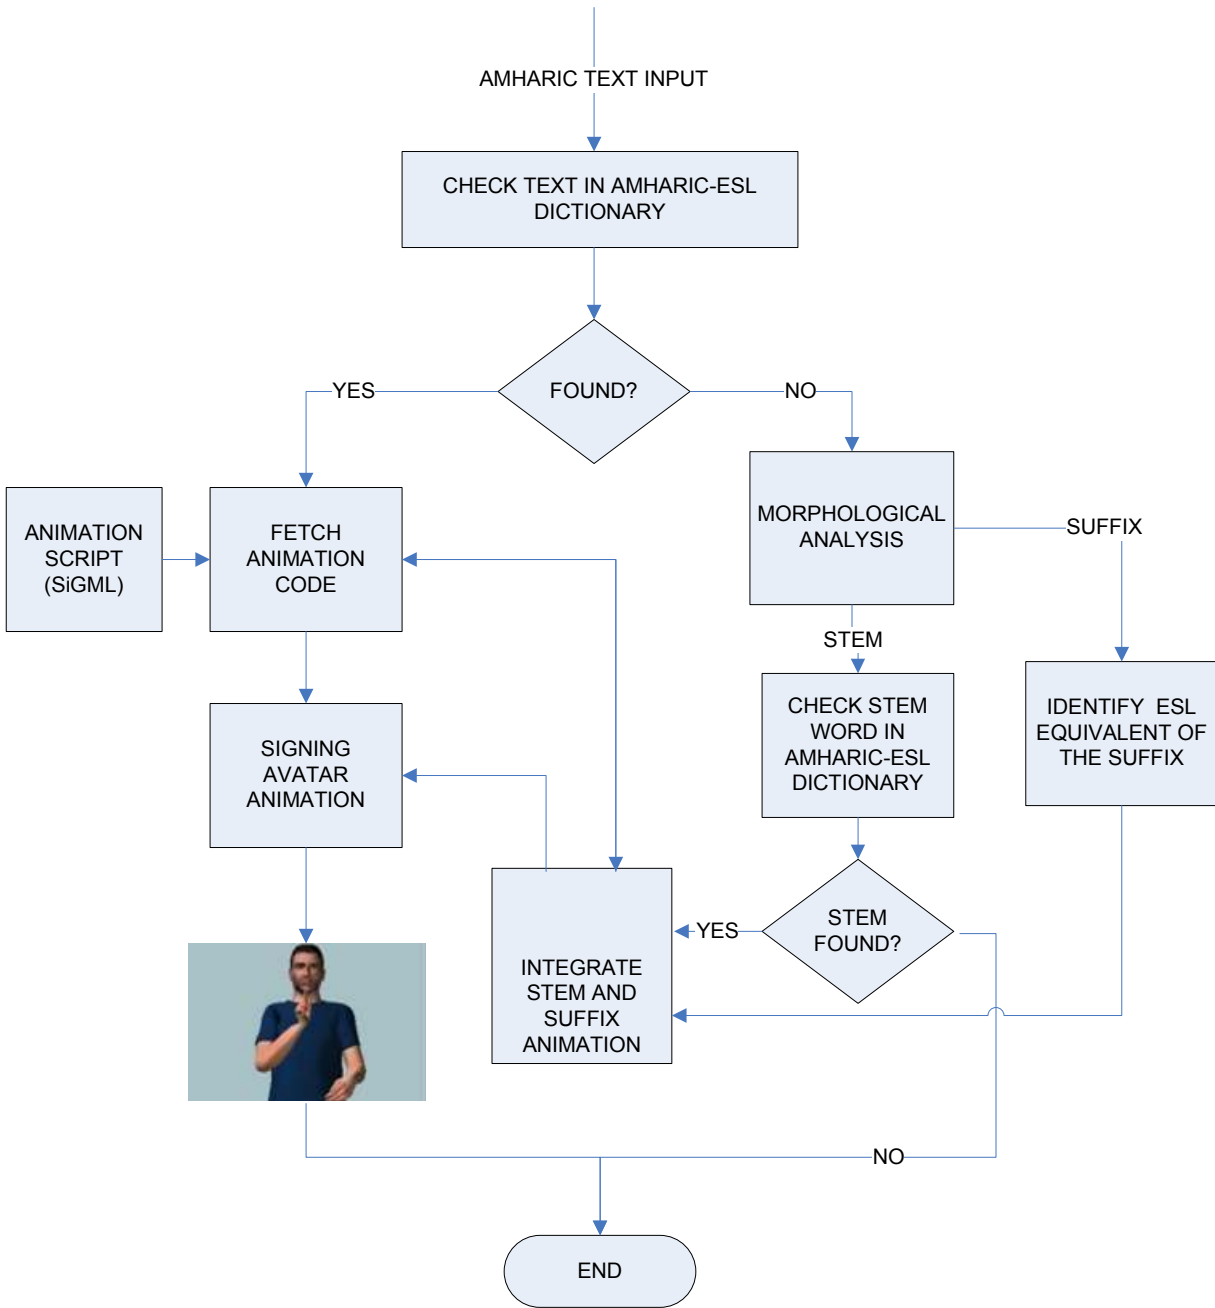 AMHARIC TEXT INPUT
CHECK TEXT IN AMHARIC-ESL
DICTIONARY
FOUND?
YES
NO
ANIMATION
SCRIPT
(SiGML)
FETCH
ANIMATION
CODE
MORPHOLOGICAL
ANALYSIS
SUFFIX
STEM
SIGNING
AVATAR
ANIMATION
CHECK STEM
WORD IN
AMHARIC-ESL
DICTIONARY
IDENTIFY ESL
EQUIVALENT OF
THE SUFFIX
STEM
FOUND?
YES
INTEGRATE
STEM AND
SUFFIX
ANIMATION
NO
END